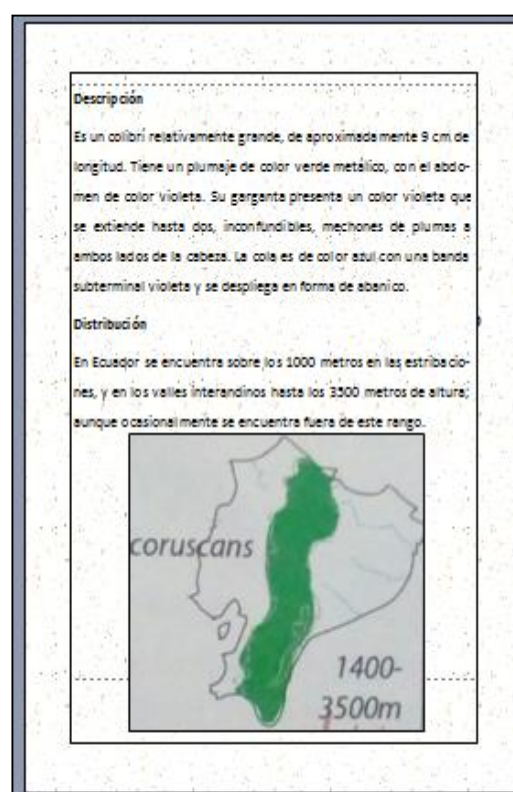 Descripción
Es un colibrí relativamente grande, de aproximadamente 9 cm de
longitud. Tiene un plumaje de color verde metálico, con el abdo-
men de color violeta. Su garganta presenta un color violeta que
se extiende hasta dos, inconfundibles, mechones de plumas a
ambos lados de la cabeza. La cola es de color azul con una banda
subterminal violeta y se despliega en forma de abanico.
Distribución
En Ecuador se encuentra sobre los 1000 metros en las estribacio-
nes, y en los valles interandinos hasta los 3300 metros de altura;
aunque ocasionalmente se encuentra fuera de este rango.
coruscans
1400-
3500m